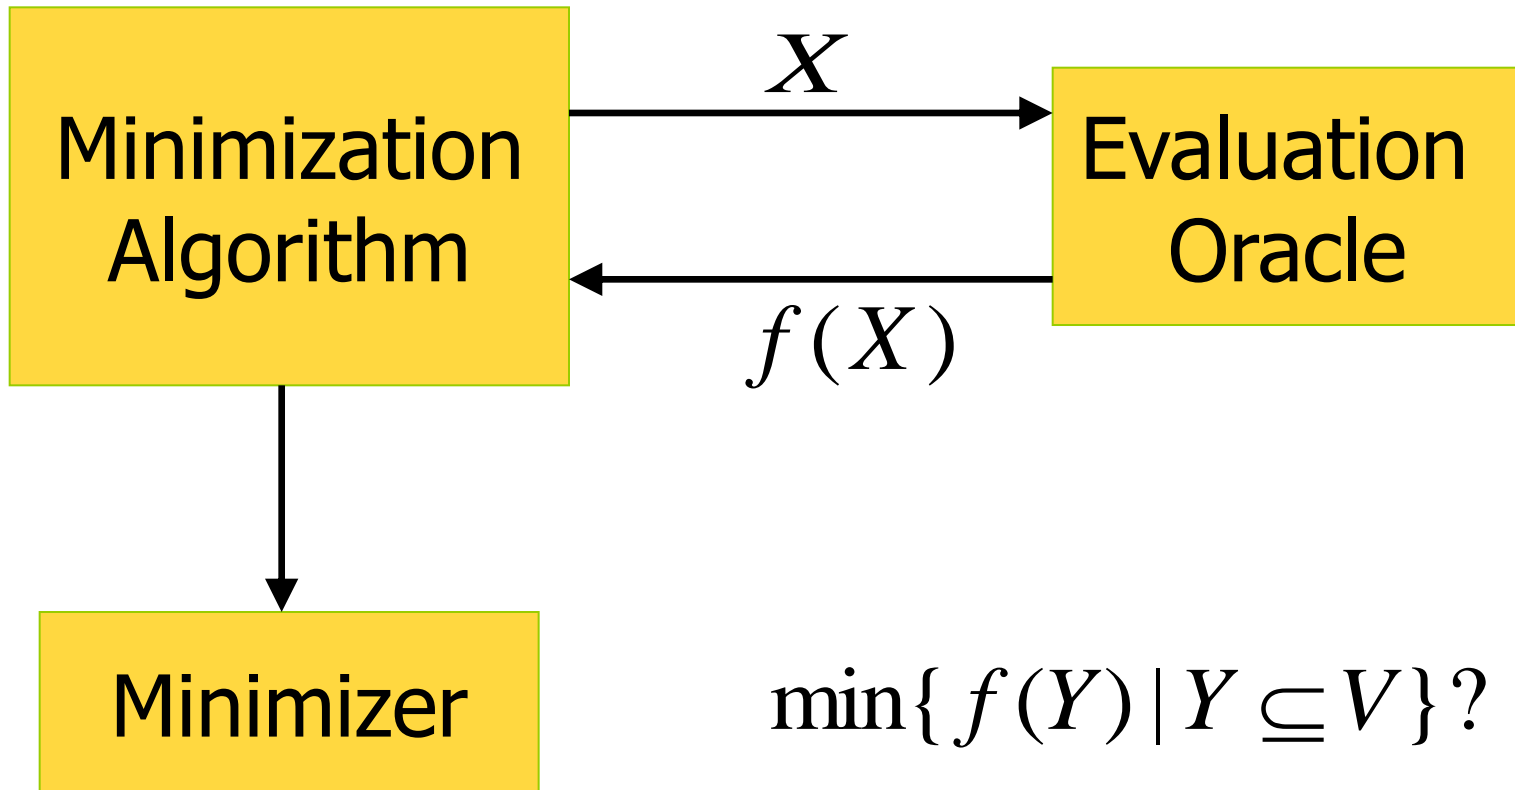 Minimization
Algorithm
X
Evaluation
Oracle
f(X)
Minimizer
min{f(Y) | Y ⊆ V}?